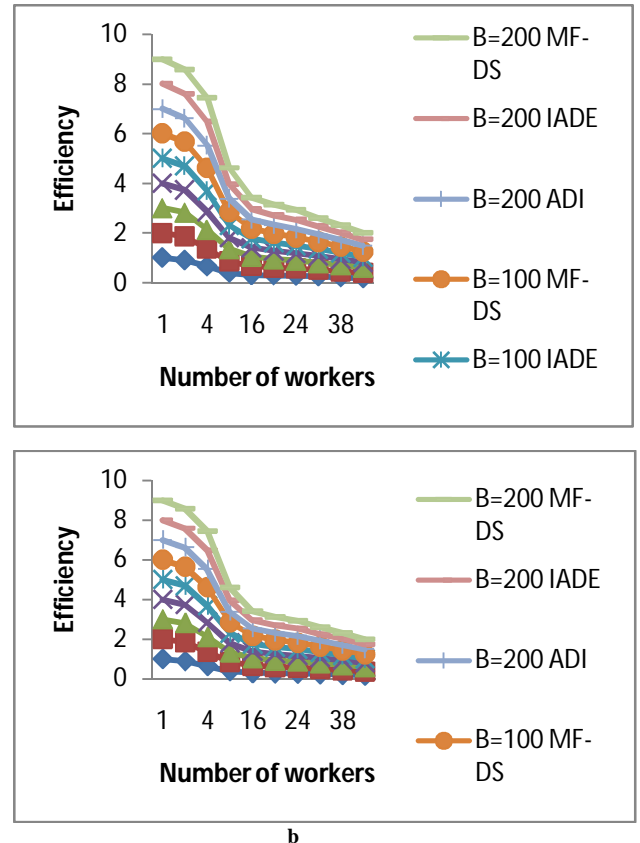 10
8
6
4
2
0
Efficiency
1 4 16 24 38
Number of workers
B=200 MF-
DS
B=200 IADE
B=200 ADI
B=100 MF-
DS
B=100 IADE
10
8
6
4
2
0
Efficiency
1 4 16 24 38
Number of workers
B=200 MF-
DS
B=200 IADE
B=200 ADI
B=100 MF-
DS
b